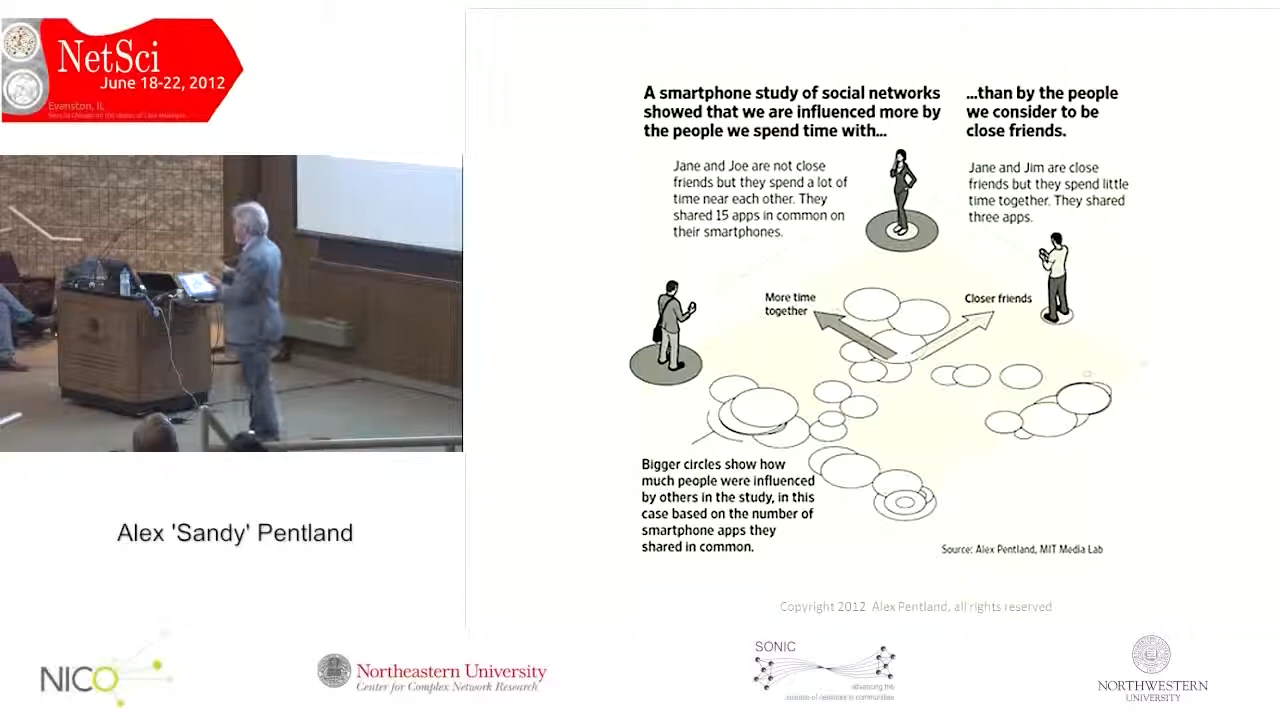 NetSci
June 18-22, 2012
Evanston, IL
A smartphone study of social networks
showed that we are influenced more by
the people we spend time with...
...than by the people
we consider to be
close friends.
Jane and Joe are not close
friends but they spend a lot of
time near each other. They
shared 15 apps in common on
their smartphones.
Jane and Jim are close
friends but they spend little
time together. They shared
three apps.
More time
together
Closer friends
Bigger circles show how
much people were influenced
by others in the study, in this
case based on the number of
smartphone apps they
shared in common.
Source: Alex Pentland, MIT Media Lab
Copyright 2012 Alex Pentland, all rights reserved
Alex 'Sandy' Pentland
NICO
Northeastern University
Center for Complex Network Research
SONIC
advancing the
science of networks in communities
NORTHWESTERN
UNIVERSITY